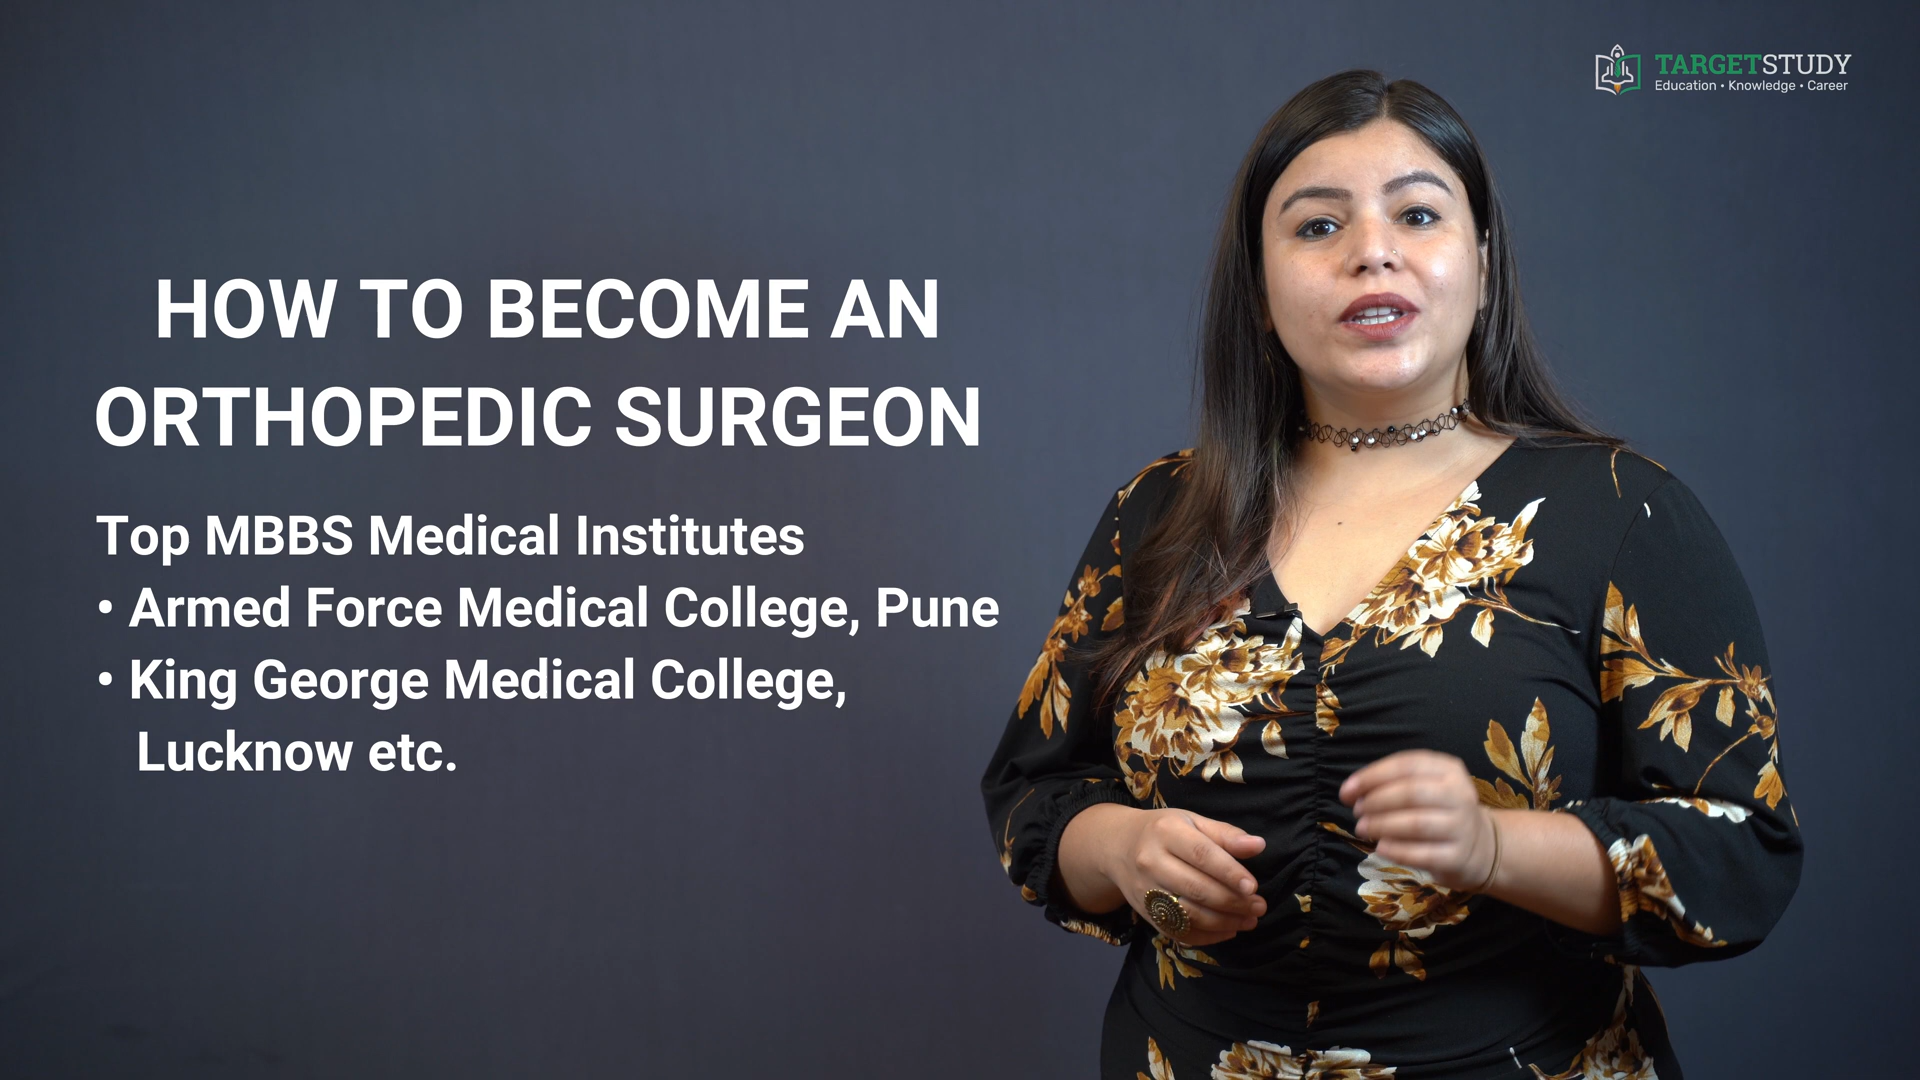 TARGETSTUDY
Education • Knowledge • Career
HOW TO BECOME AN
ORTHOPEDIC SURGEON
Top MBBS Medical Institutes
• Armed Force Medical College, Pune
• King George Medical College,
Lucknow etc.